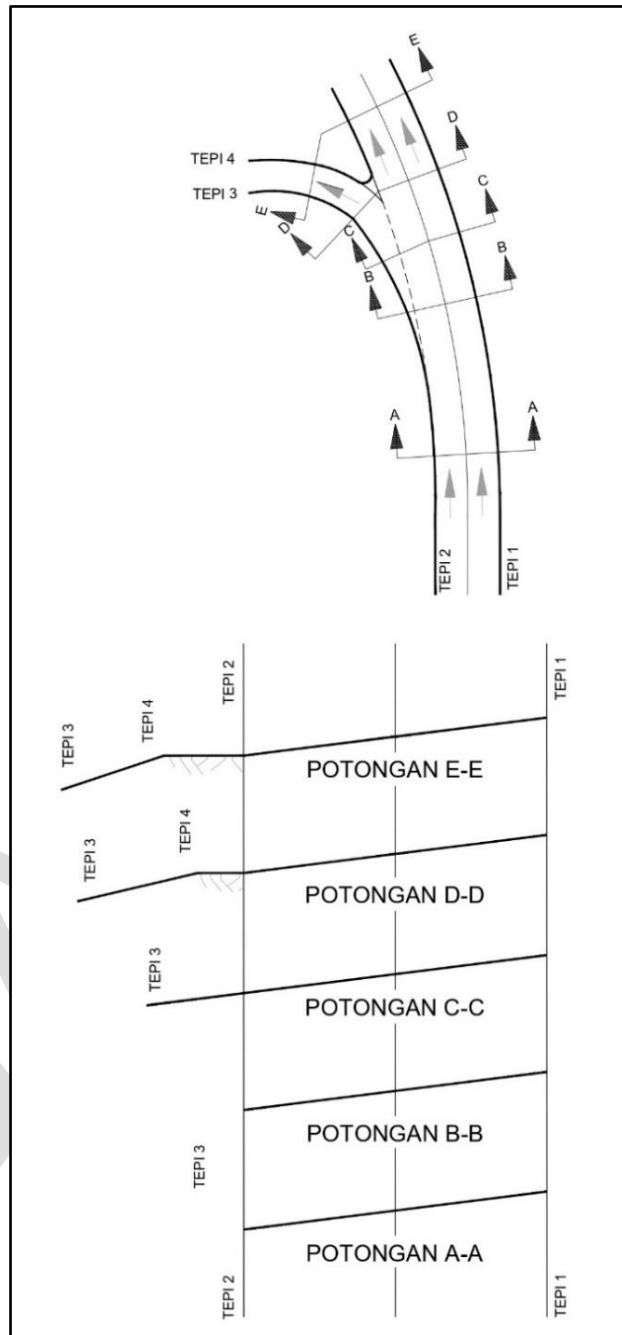 E
D
TEPI 4
TEPI 3
C
E
D
C
B
B
A
A
TEPI 2
TEPI 1
TEPI 2
TEPI 1
TEPI 4
TEPI 3
POTONGAN E-E
TEPI 4
TEPI 3
POTONGAN D-D
TEPI 3
POTONGAN C-C
POTONGAN B-B
TEPI 3
POTONGAN A-A
TEPI 2
TEPI 1